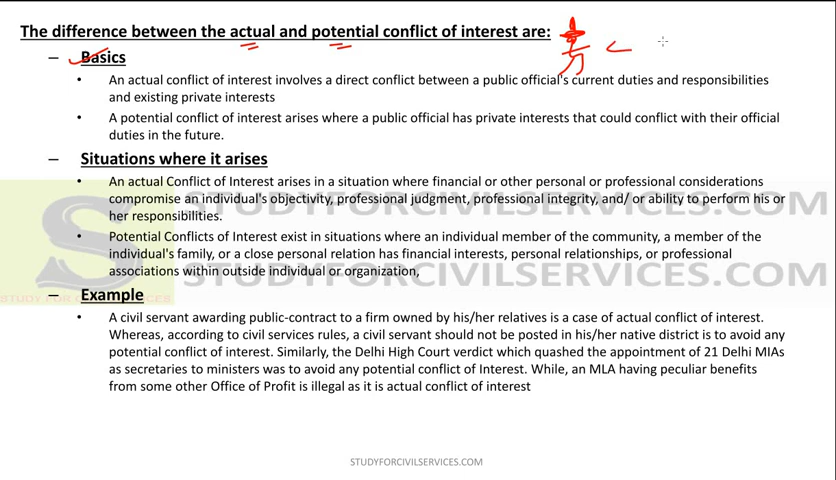 The difference between the actual and potential conflict of interest are:
– Basics
• An actual conflict of interest involves a direct conflict between a public official's current duties and responsibilities
and existing private interests
• A potential conflict of interest arises where a public official has private interests that could conflict with their official
duties in the future.
– Situations where it arises
• An actual Conflict of Interest arises in a situation where financial or other personal or professional considerations
compromise an individual's objectivity, professional judgment, professional integrity, and/ or ability to perform his or
her responsibilities.
• Potential Conflicts of Interest exist in situations where an individual member of the community, a member of the
individual's family, or a close personal relation has financial interests, personal relationships, or professional
associations within outside individual or organization,
– Example
• A civil servant awarding public-contract to a firm owned by his/her relatives is a case of actual conflict of interest.
Whereas, according to civil services rules, a civil servant should not be posted in his/her native district is to avoid any
potential conflict of interest. Similarly, the Delhi High Court verdict which quashed the appointment of 21 Delhi MlAs
as secretaries to ministers was to avoid any potential conflict of Interest. While, an MLA having peculiar benefits
from some other Office of Profit is illegal as it is actual conflict of interest
STUDYFORCIVILSERVICES.COM
STUDYFORCIVILSERVICES.COM
STUDY FOR CIVIL SERVICES
STUDYFORCIVILSERVICES.COM